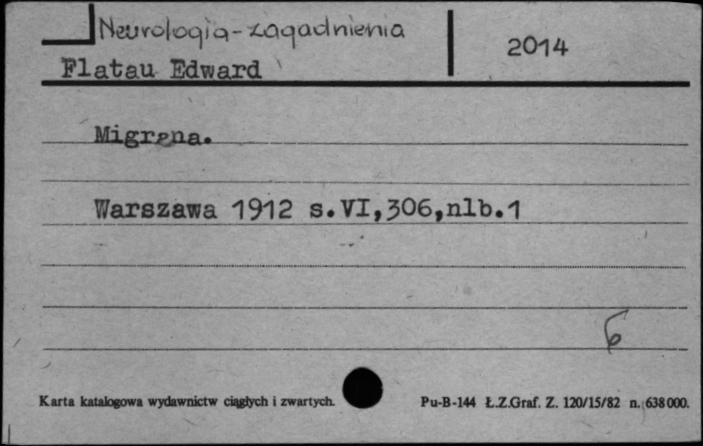 Neurologia-zagadnienia
2014
Flatau Edward
Migrena.
Warszawa 1912 s.VI,306,nlb.1
6
Karta katalogowa wydawnictw ciągłych i zwartych.
Pu-B-144 Ł.Z.Graf. Z. 120/15/82 n. 638000.